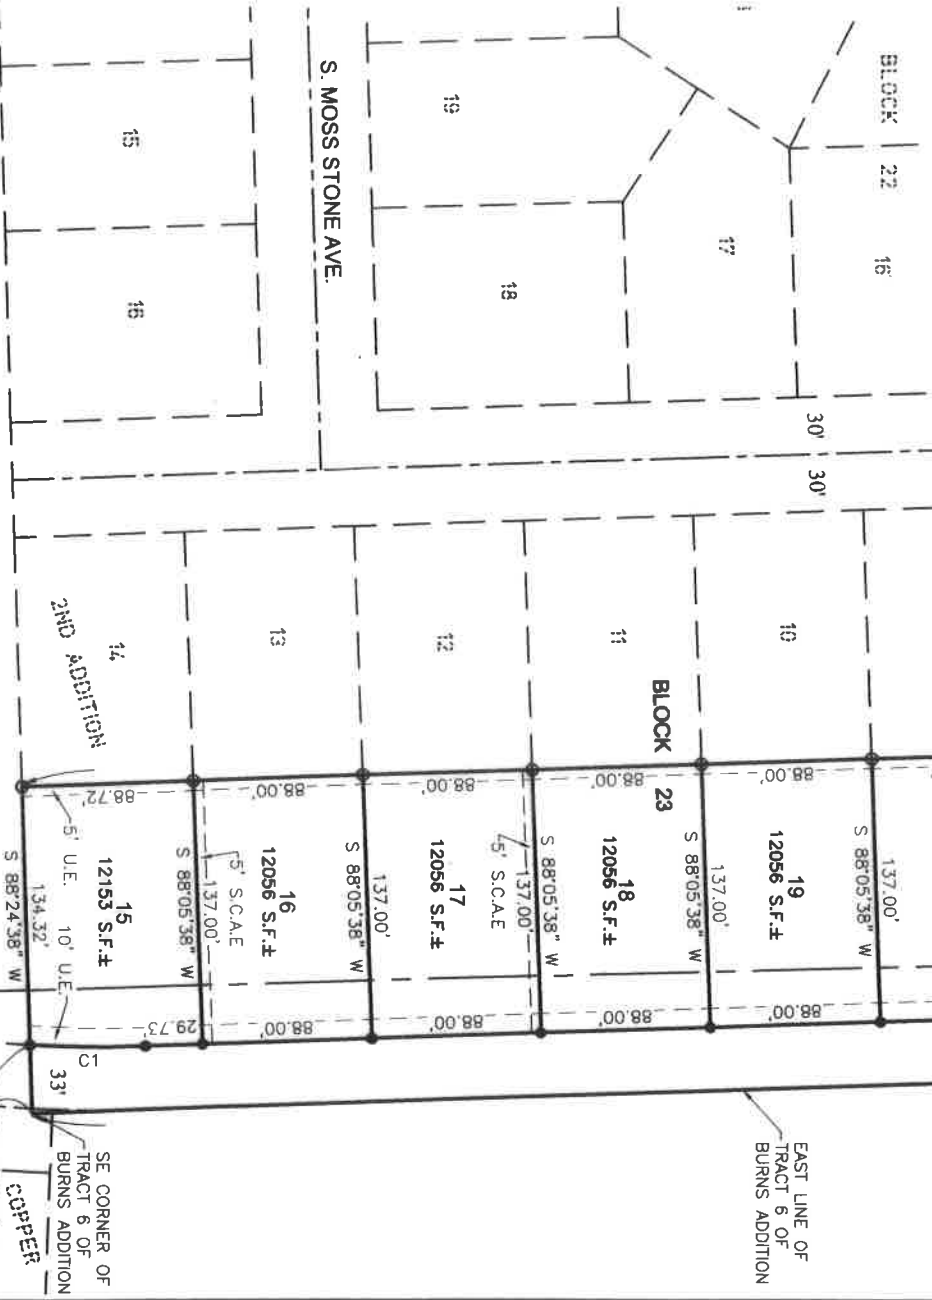 BLOCK 22
16
17
18
19
S. MOSS STONE AVE.
15
16
30'
30'
10
11
12
13
14
2ND ADDITION
BLOCK 23
137.00'
S 88°05'38" W
88.00'
19
12056 S.F.±
88.00'
137.00'
S 88°05'38" W
88.00'
18
12056 S.F.±
88.00'
S 88°05'38" W
137.00'
5' S.C.A.E
88.00'
17
12056 S.F.±
88.00'
137.00'
S 88°05'38" W
88.00'
16
12056 S.F.±
88.00'
5' S.C.A.E
137.00'
S 88°05'38" W
88.72'
15
12153 S.F.±
29.73'
5' U.E.
10' U.E.
134.32'
S 88°24'38" W
C1
33'
EAST LINE OF
TRACT 6 OF
BURNS ADDITION
SE CORNER OF
TRACT 6 OF
BURNS ADDITION
COPPER